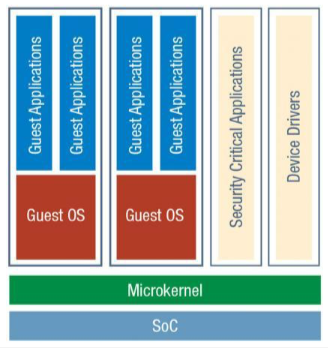 Guest Applications
Guest Applications
Guest OS
Guest Applications
Guest Applications
Guest OS
Security Critical Applications
Device Drivers
Microkernel
SoC